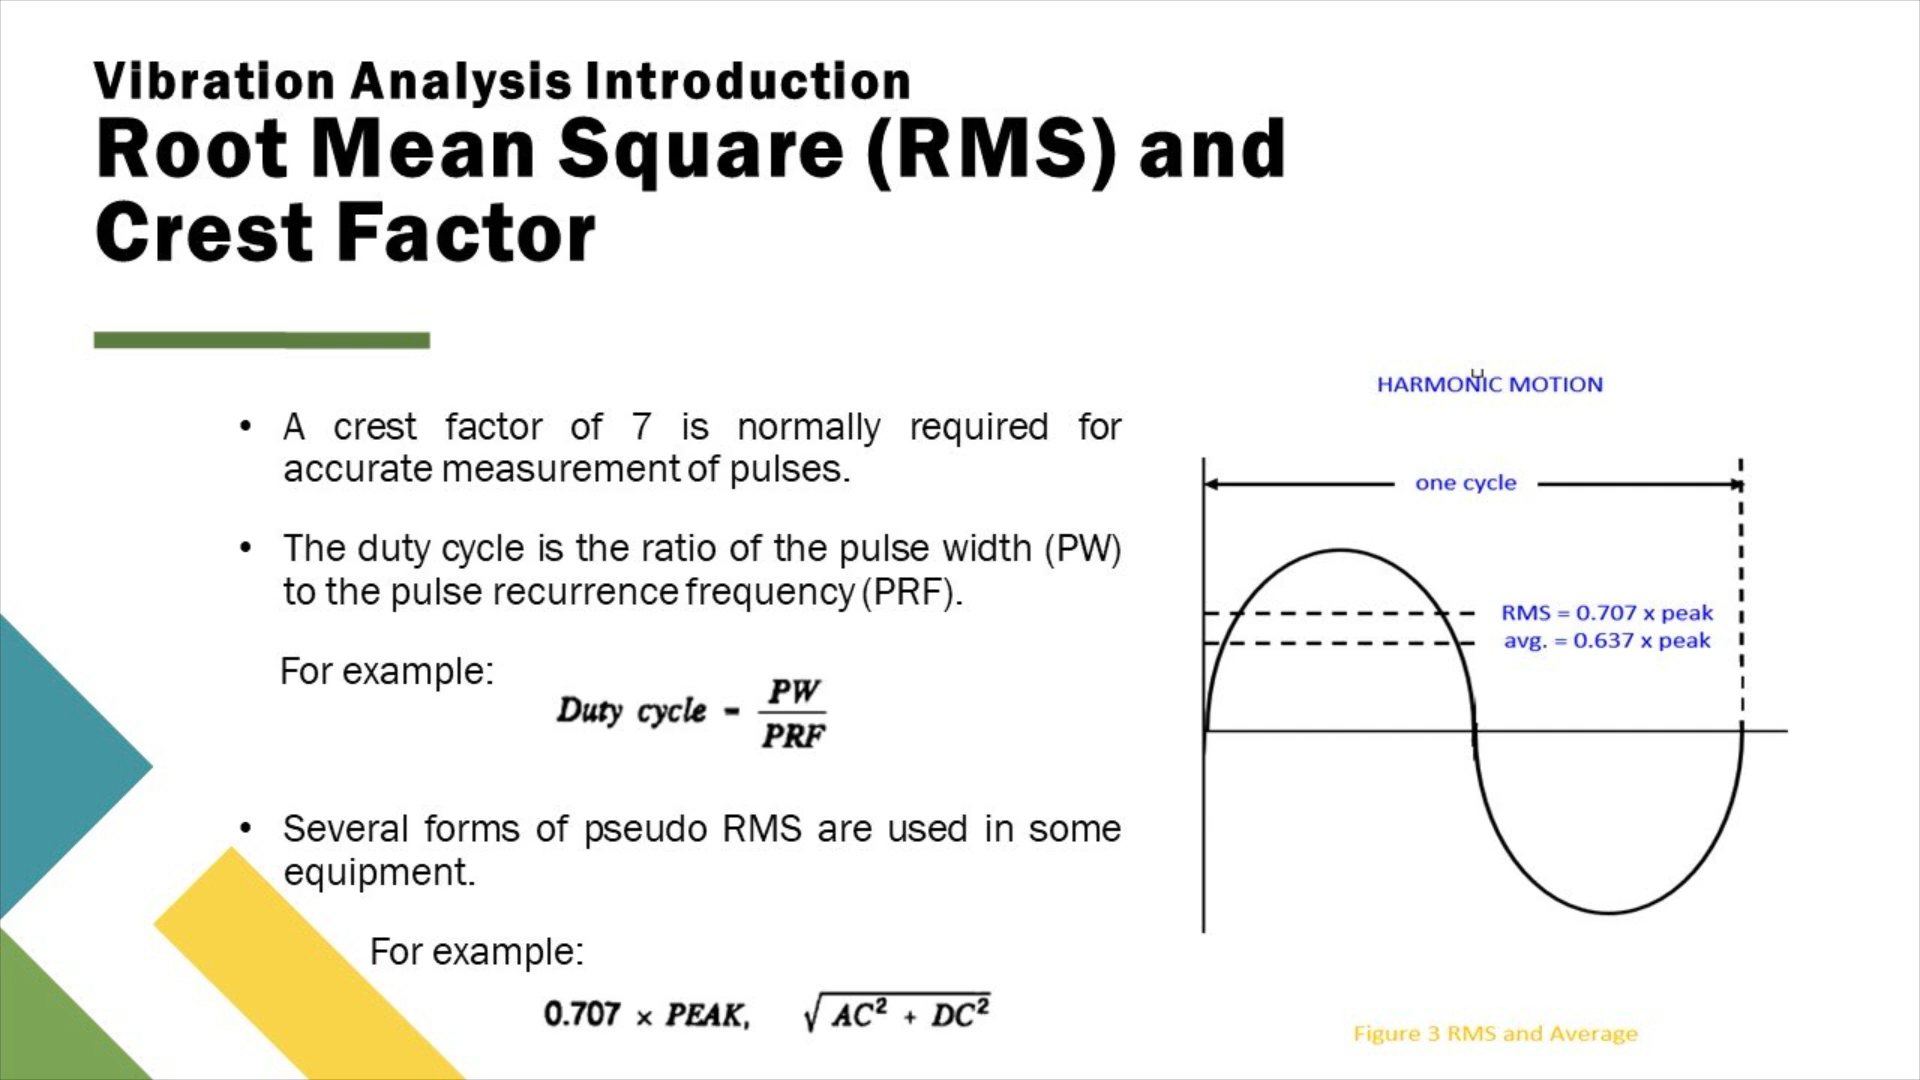 Vibration Analysis Introduction
Root Mean Square (RMS) and
Crest Factor
• A crest factor of 7 is normally required for
accurate measurement of pulses.
• The duty cycle is the ratio of the pulse width (PW)
to the pulse recurrence frequency (PRF).
For example:
Duty cycle = PW / PRF
• Several forms of pseudo RMS are used in some
equipment.
For example:
0.707 × PEAK, √AC² + DC²
HARMONIC MOTION
one cycle
RMS = 0.707 x peak
avg. = 0.637 x peak
Figure 3 RMS and Average